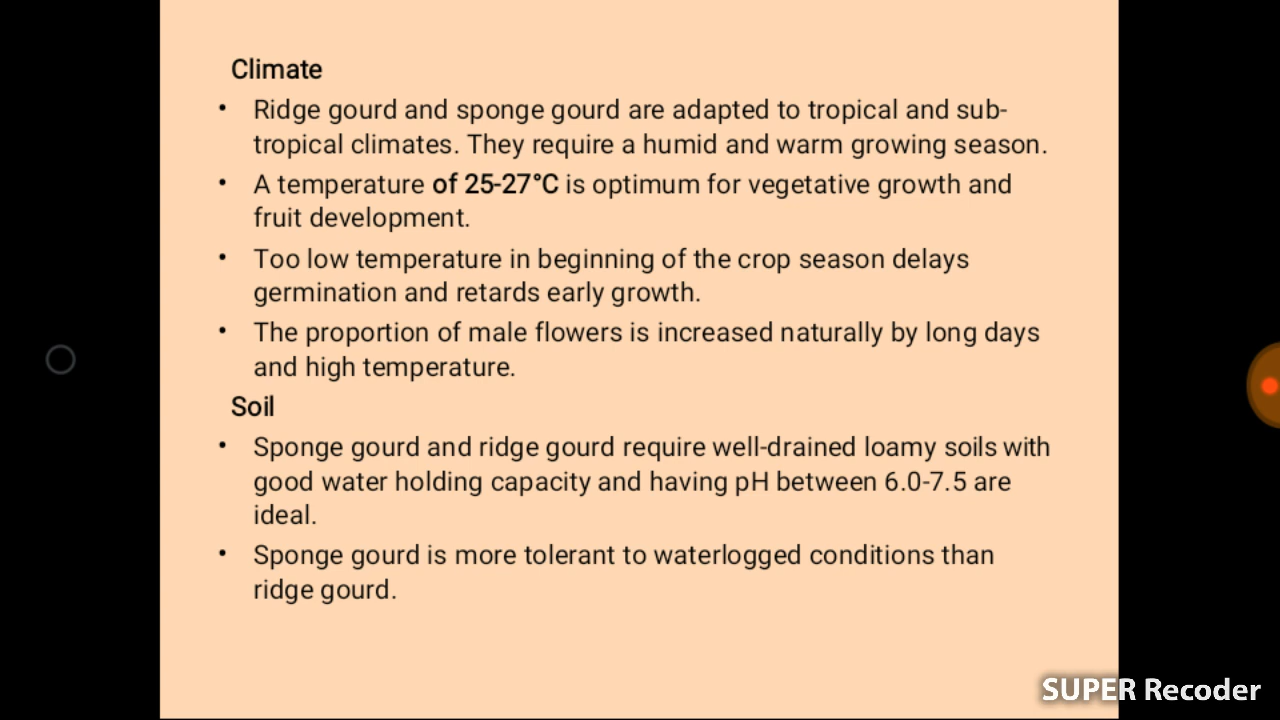 Climate
• Ridge gourd and sponge gourd are adapted to tropical and sub-
tropical climates. They require a humid and warm growing season.
• A temperature of 25-27°C is optimum for vegetative growth and
fruit development.
• Too low temperature in beginning of the crop season delays
germination and retards early growth.
• The proportion of male flowers is increased naturally by long days
and high temperature.
Soil
• Sponge gourd and ridge gourd require well-drained loamy soils with
good water holding capacity and having pH between 6.0-7.5 are
ideal.
• Sponge gourd is more tolerant to waterlogged conditions than
ridge gourd.
SUPER Recoder